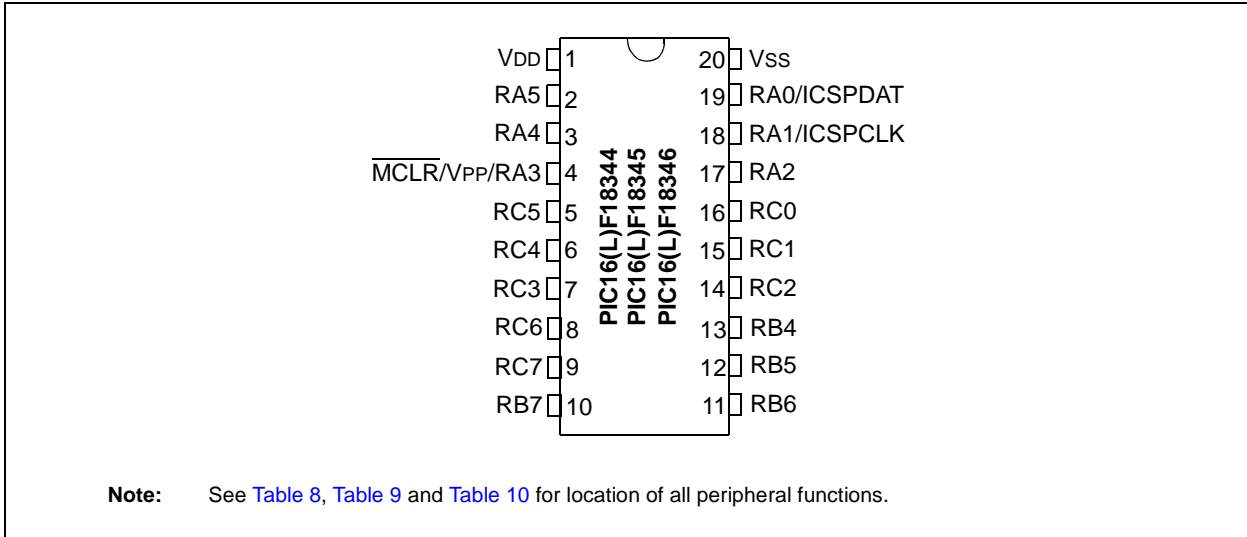 VDD 1 20 VSS
RA5 2 19 RA0/ICSPDAT
RA4 3 18 RA1/ICSPCLK
MCLR/VPP/RA3 4 17 RA2
RC5 5 16 RC0
RC4 6 15 RC1
RC3 7 14 RC2
RC6 8 13 RB4
RC7 9 12 RB5
RB7 10 11 RB6
PIC16(L)F18344
PIC16(L)F18345
PIC16(L)F18346
Note: See Table 8, Table 9 and Table 10 for location of all peripheral functions.